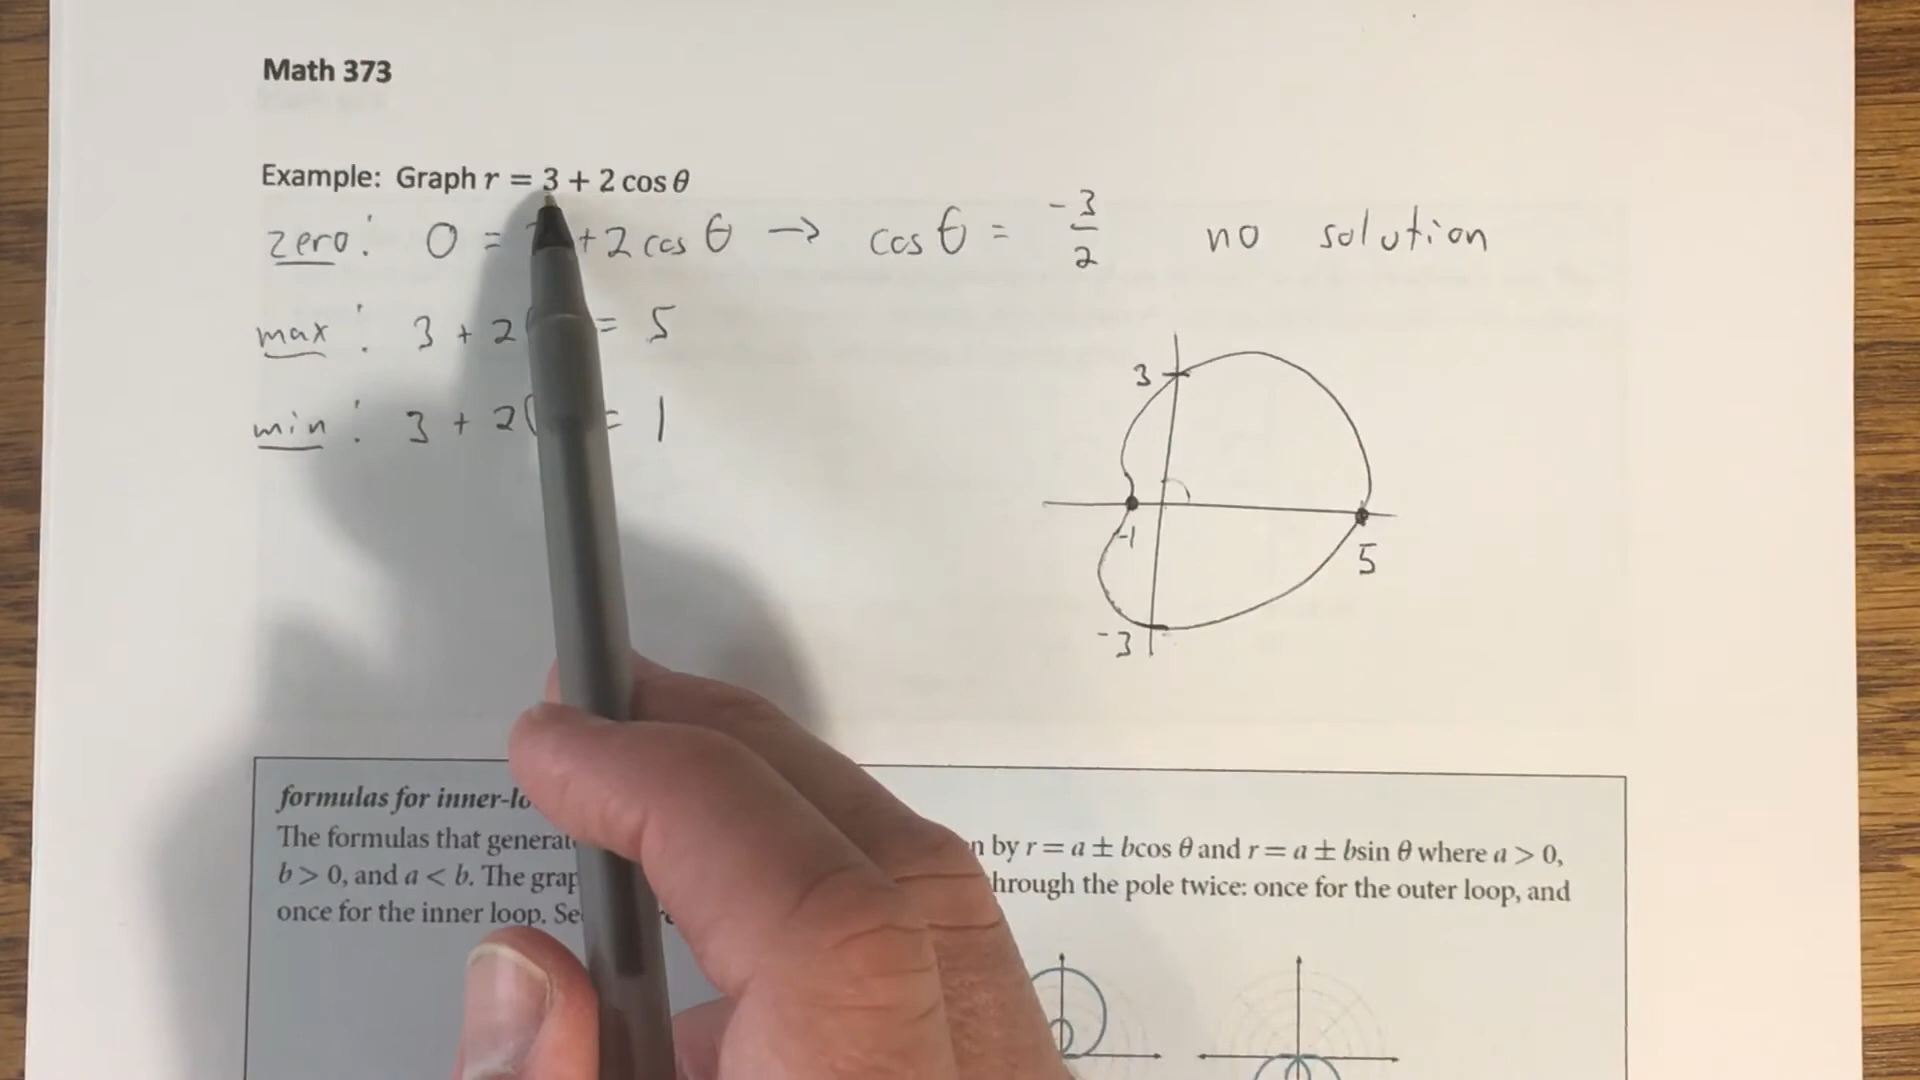 Math 373
Example: Graph r = 3 + 2 cos θ
zero: 0 = + 2 cos θ → cos θ = -3/2 no solution
max: 3 + 2( = 5
min: 3 + 2( = 1
3
-1
5
-3
formulas for inner-lo
The formulas that generat n by r = a ± bcos θ and r = a ± bsin θ where a > 0,
b > 0, and a < b. The grap hrough the pole twice: once for the outer loop, and
once for the inner loop. Se